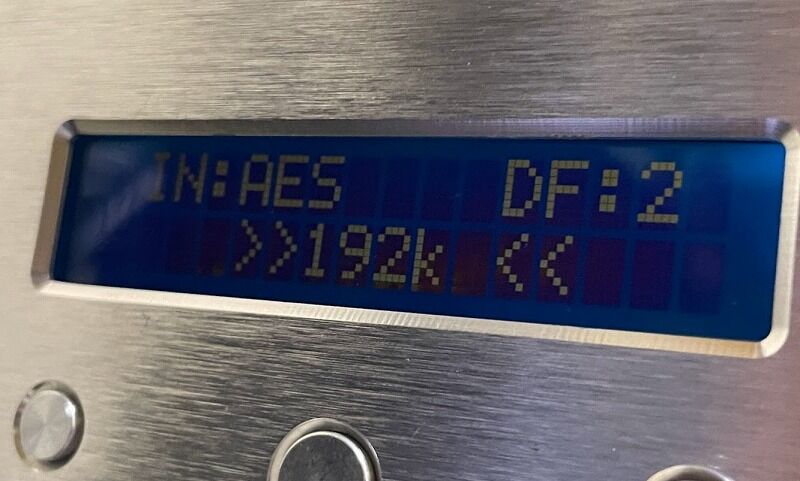 IN:AES DF:2
>>192k <<